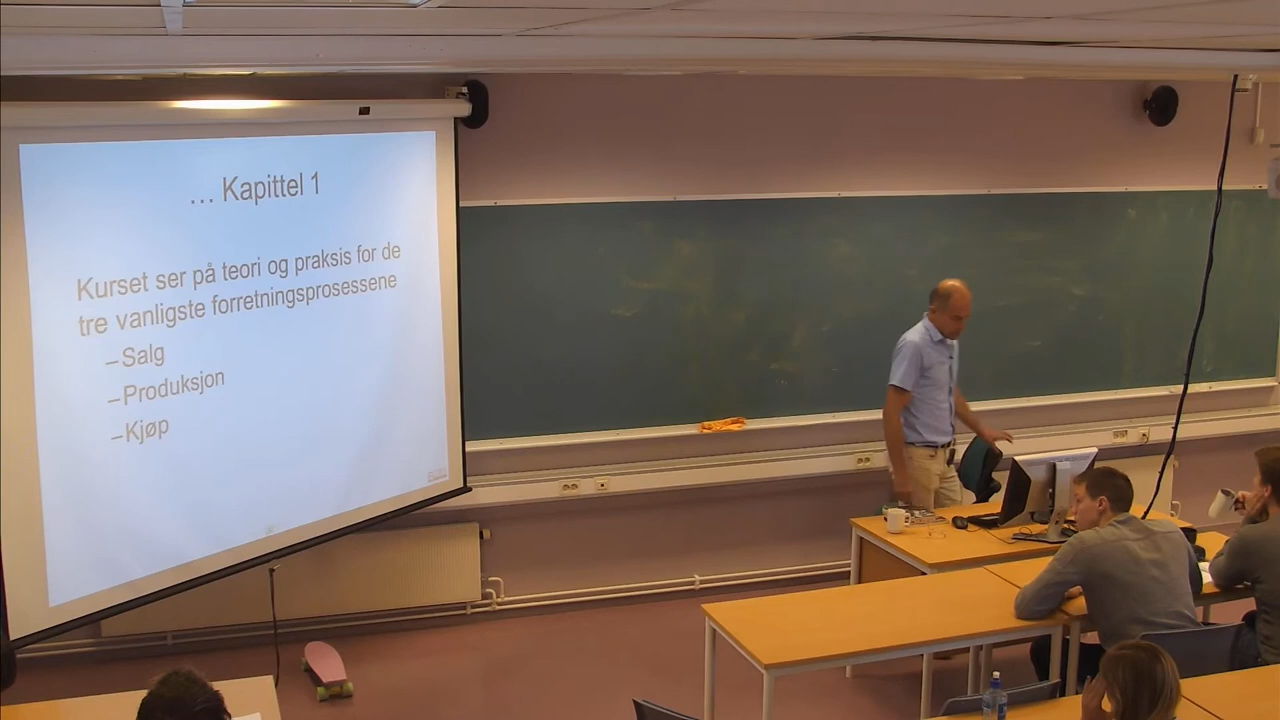 ... Kapittel 1
Kurset ser på teori og praksis for de
tre vanligste forretningsprosessene
–Salg
–Produksjon
–Kjøp